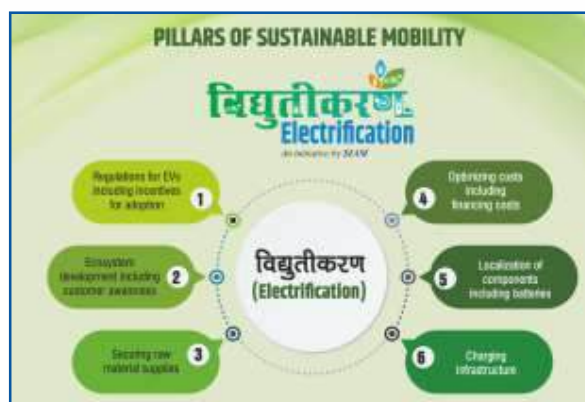 PILLARS OF SUSTAINABLE MOBILITY
विद्युतीकरण
Electrification
An initiative by SIAM
1
Regulations for EVs
including incentives
for adoption
2
Ecosystem
development including
customer awareness
3
Securing raw
material supplies
विद्युतीकरण
(Electrification)
4
Optimizing costs
including
financing costs
5
Localization of
components
including batteries
6
Charging
infrastructure